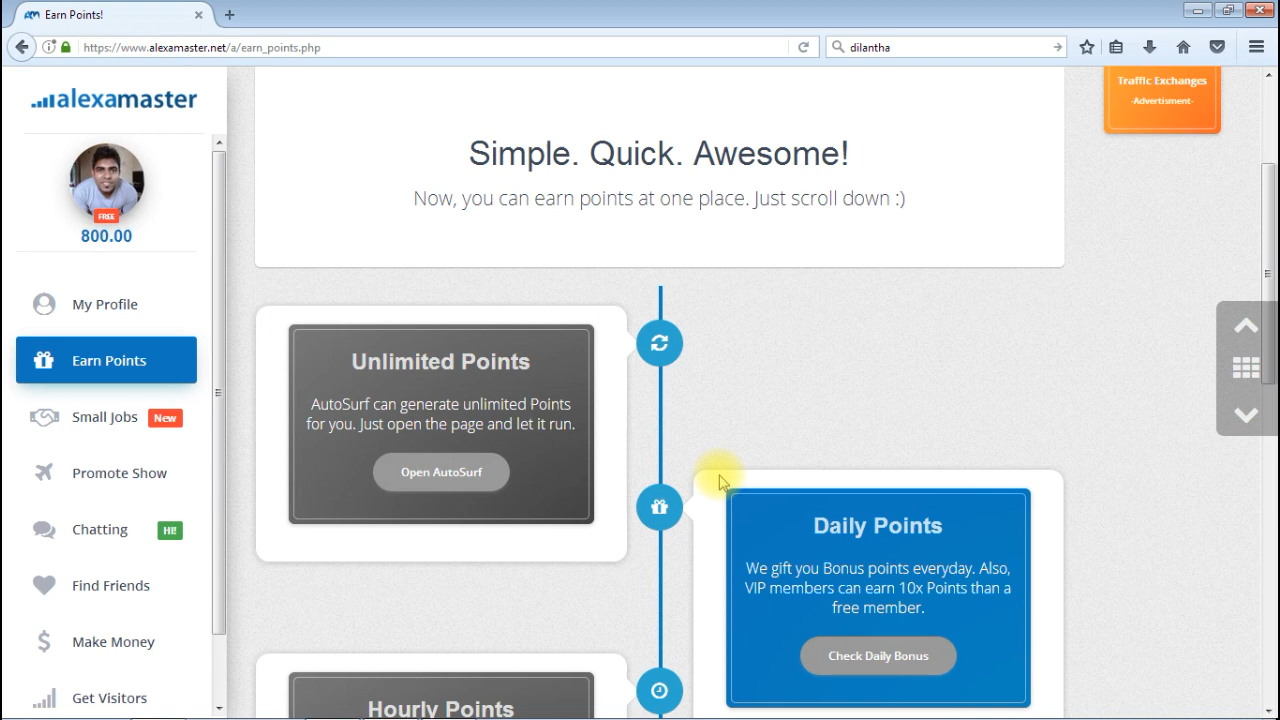 Earn Points!
https://www.alexamaster.net/a/earn_points.php
dilantha
alexamaster
FREE
800.00
My Profile
Earn Points
Small Jobs New
Promote Show
Chatting HI!
Find Friends
Make Money
Get Visitors
Traffic Exchanges
-Advertisment-
Simple. Quick. Awesome!
Now, you can earn points at one place. Just scroll down :)
Unlimited Points
AutoSurf can generate unlimited Points
for you. Just open the page and let it run.
Open AutoSurf
Daily Points
We gift you Bonus points everyday. Also,
VIP members can earn 10x Points than a
free member.
Check Daily Bonus
Hourly Points